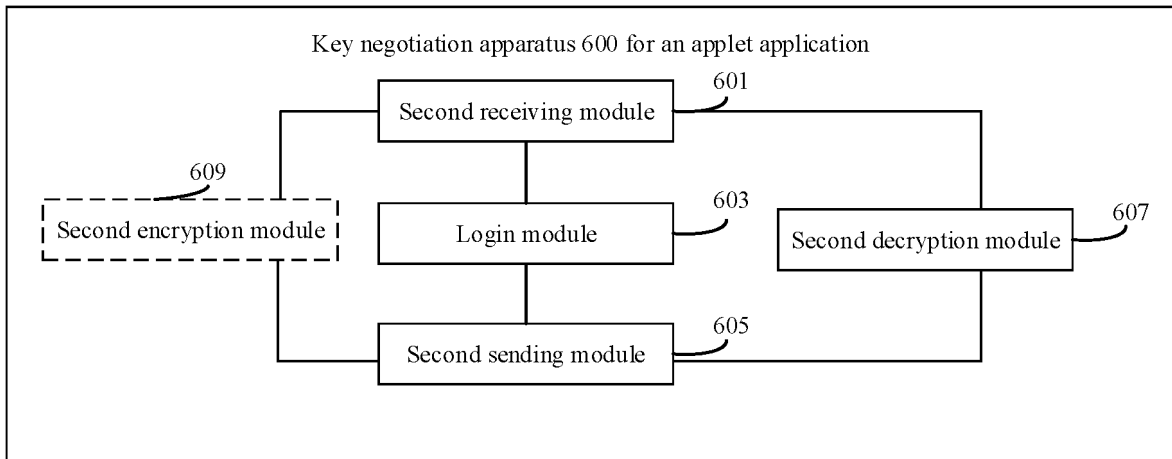 Key negotiation apparatus 600 for an applet application
601
Second receiving module
609
603
607
Second encryption module
Login module
Second decryption module
605
Second sending module